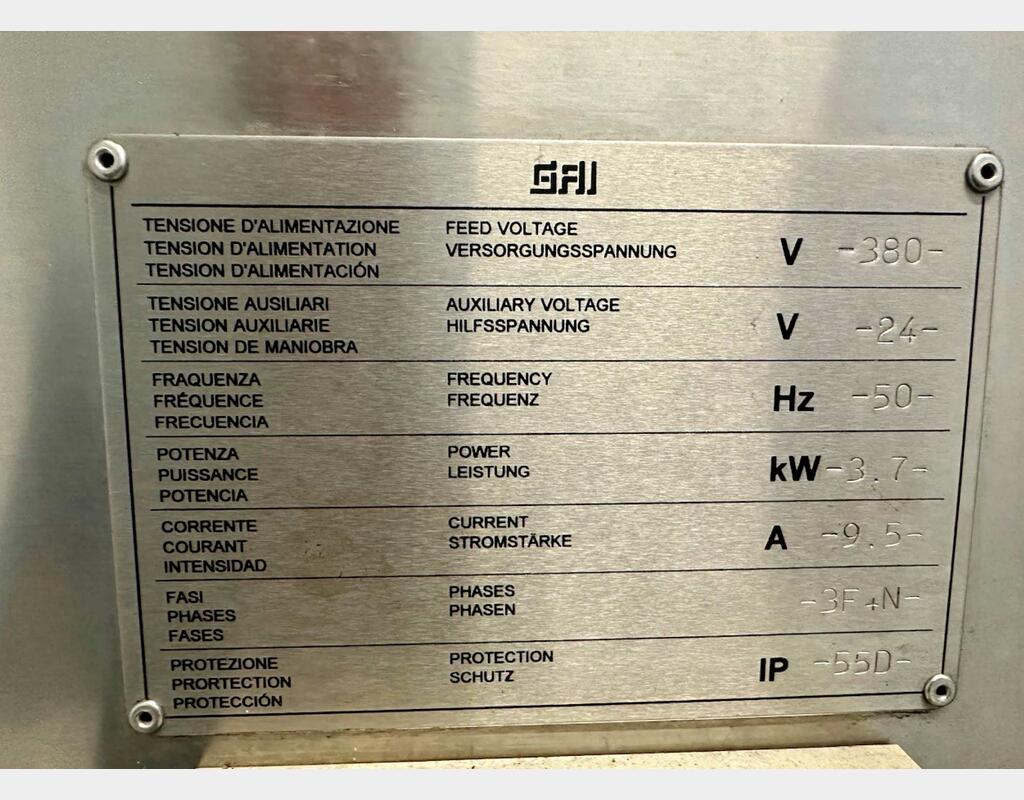 GAI
TENSIONE D'ALIMENTAZIONE FEED VOLTAGE
TENSION D'ALIMENTATION VERSORGUNGSSPANNUNG V -380-
TENSION D'ALIMENTACIÓN
TENSIONE AUSILIARI AUXILIARY VOLTAGE
TENSION AUXILIARIE HILFSSPANNUNG V -24-
TENSION DE MANIOBRA
FRAQUENZA FREQUENCY
FRÉQUENCE FREQUENZ Hz -50-
FRECUENCIA
POTENZA POWER
PUISSANCE LEISTUNG kW -3.7-
POTENCIA
CORRENTE CURRENT
COURANT STROMSTÄRKE A -9.5-
INTENSIDAD
FASI PHASES
PHASES PHASEN -3F+N-
FASES
PROTEZIONE PROTECTION
PRORTECTION SCHUTZ IP -55D-
PROTECCIÓN